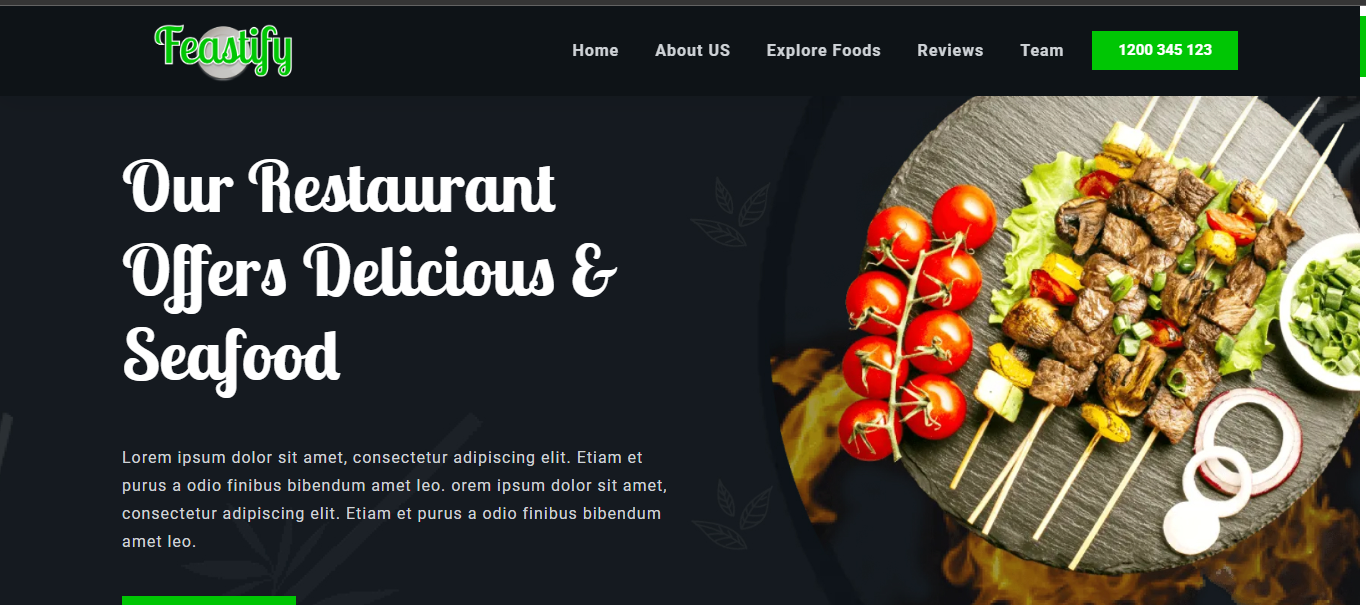 Feastify
Home About US Explore Foods Reviews Team 1200 345 123
Our Restaurant
Offers Delicious &
Seafood
Lorem ipsum dolor sit amet, consectetur adipiscing elit. Etiam et
purus a odio finibus bibendum amet leo. orem ipsum dolor sit amet,
consectetur adipiscing elit. Etiam et purus a odio finibus bibendum
amet leo.